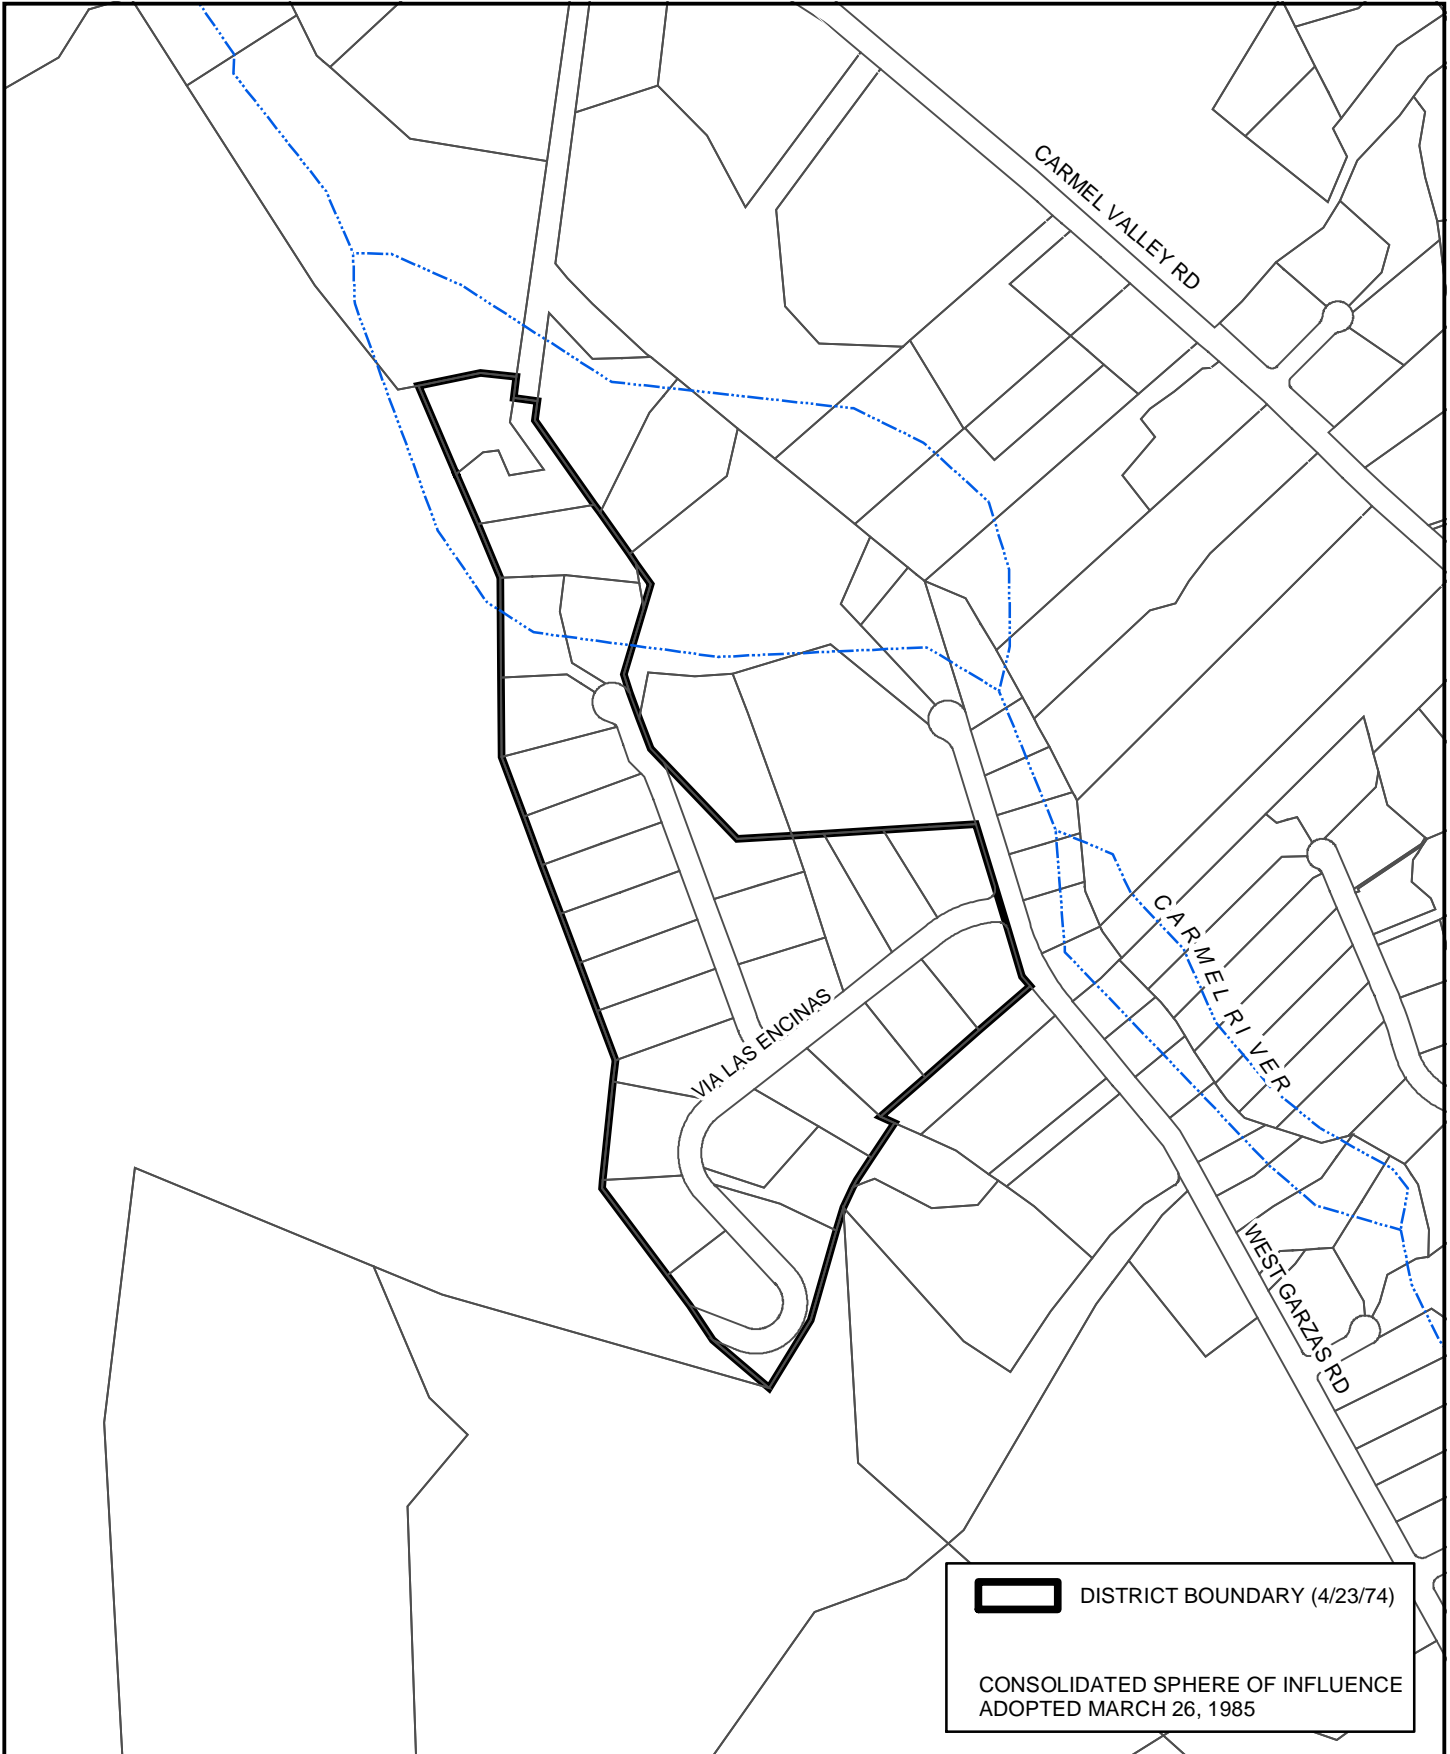 CARMEL VALLEY RD
CARMEL RIVER
VIA LAS ENCINAS
WEST GARZAS RD
DISTRICT BOUNDARY (4/23/74)
CONSOLIDATED SPHERE OF INFLUENCE
ADOPTED MARCH 26, 1985